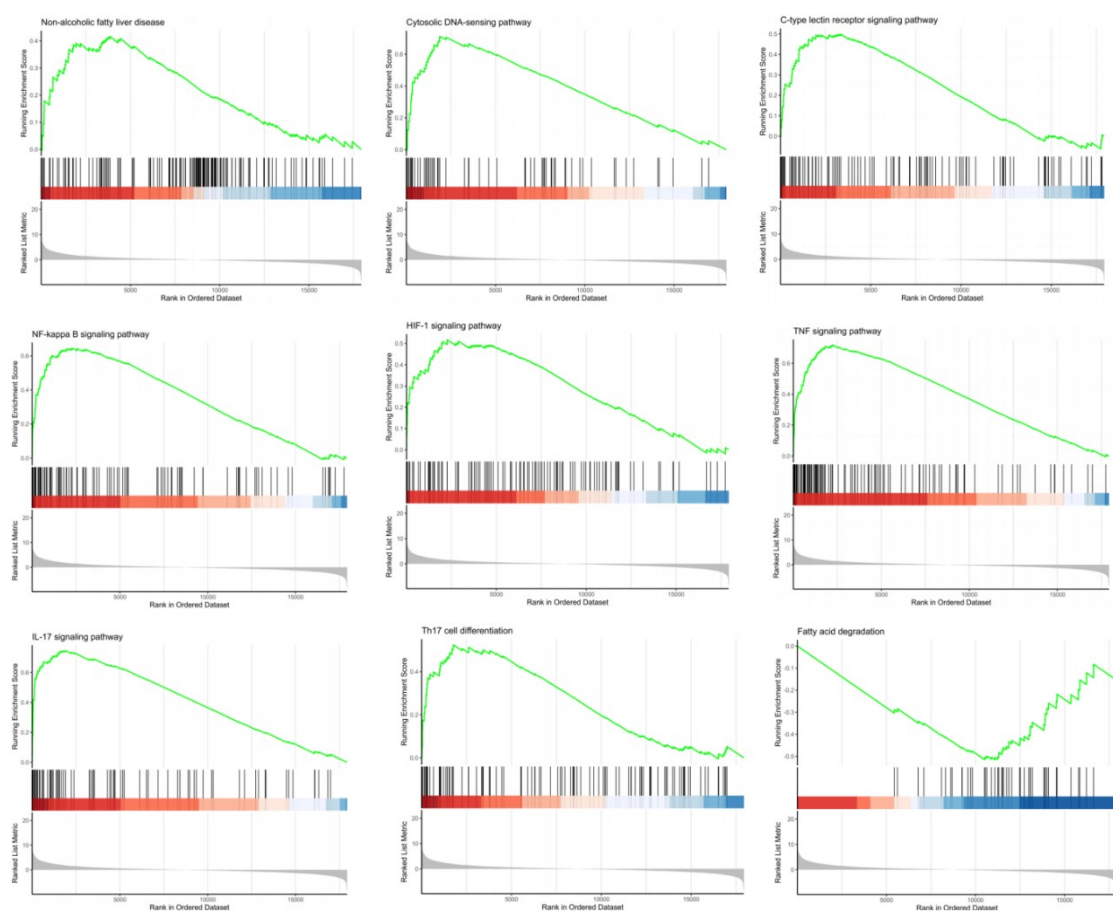 Non-alcoholic fatty liver disease
Running Enrichment Score
0.4
0.3
0.2
0.1
0.0
Ranked List Metric
20
10
0
5000 10000 15000
Rank in Ordered Dataset
Cytosolic DNA-sensing pathway
Running Enrichment Score
0.6
0.4
0.2
0.0
Ranked List Metric
20
10
0
5000 10000 15000
Rank in Ordered Dataset
C-type lectin receptor signaling pathway
Running Enrichment Score
0.5
0.4
0.3
0.2
0.1
0.0
Ranked List Metric
20
10
0
5000 10000 15000
Rank in Ordered Dataset
NF-kappa B signaling pathway
Running Enrichment Score
0.6
0.4
0.2
0.0
Ranked List Metric
20
10
0
5000 10000 15000
Rank in Ordered Dataset
HIF-1 signaling pathway
Running Enrichment Score
0.5
0.4
0.3
0.2
0.1
0.0
Ranked List Metric
20
10
0
5000 10000 15000
Rank in Ordered Dataset
TNF signaling pathway
Running Enrichment Score
0.6
0.4
0.2
0.0
Ranked List Metric
20
10
0
5000 10000 15000
Rank in Ordered Dataset
IL-17 signaling pathway
Running Enrichment Score
0.6
0.4
0.2
0.0
Ranked List Metric
20
10
0
5000 10000 15000
Rank in Ordered Dataset
Th17 cell differentiation
Running Enrichment Score
0.4
0.2
0.0
Ranked List Metric
20
10
0
5000 10000 15000
Rank in Ordered Dataset
Fatty acid degradation
Running Enrichment Score
0.0
-0.1
-0.2
-0.3
-0.4
-0.5
Ranked List Metric
20
10
0
5000 10000 15000
Rank in Ordered Dataset